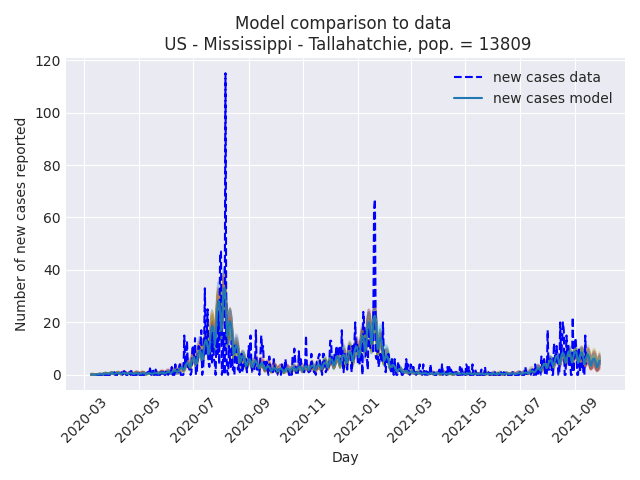 Model comparison to data
US - Mississippi - Tallahatchie, pop. = 13809
new cases data
new cases model
Number of new cases reported
120
100
80
60
40
20
0
2020-03
2020-05
2020-07
2020-09
2020-11
2021-01
2021-03
2021-05
2021-07
2021-09
Day